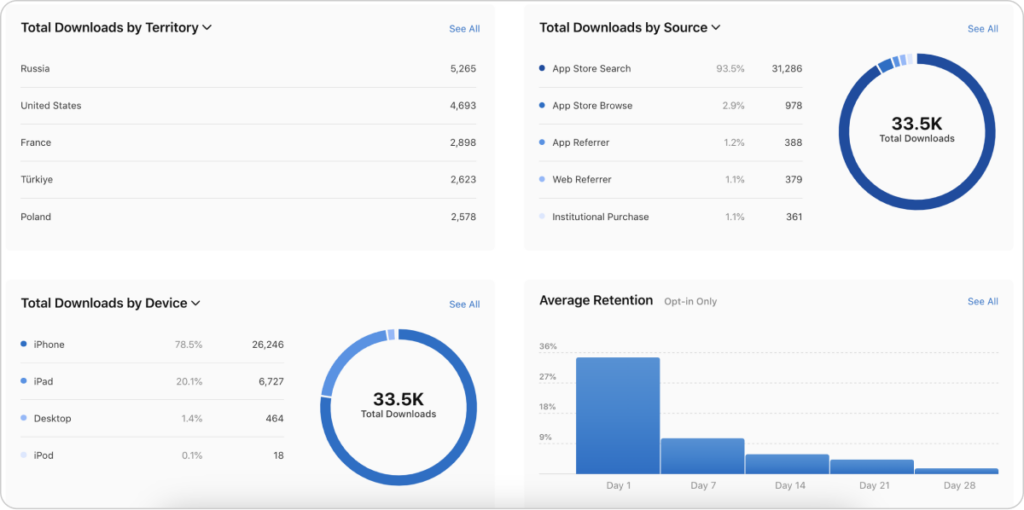 Total Downloads by Territory
See All
Russia 5,265
United States 4,693
France 2,898
Türkiye 2,623
Poland 2,578
Total Downloads by Source
See All
App Store Search 93.5% 31,286
App Store Browse 2.9% 978
App Referrer 1.2% 388
Web Referrer 1.1% 379
Institutional Purchase 1.1% 361
33.5K
Total Downloads
Total Downloads by Device
See All
iPhone 78.5% 26,246
iPad 20.1% 6,727
Desktop 1.4% 464
iPod 0.1% 18
33.5K
Total Downloads
Average Retention Opt-in Only
See All
36%
27%
18%
9%
Day 1 Day 7 Day 14 Day 21 Day 28